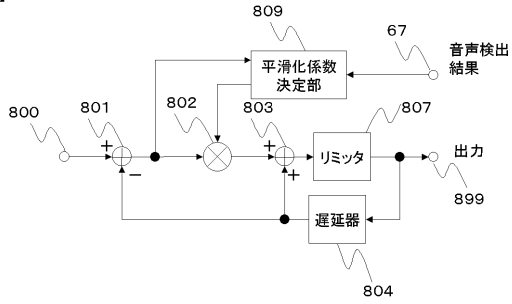 809
67
音声検出
結果
平滑化係数
決定部
800
801
802
803
807
+
−
+
+
リミッタ
出力
899
遅延器
804